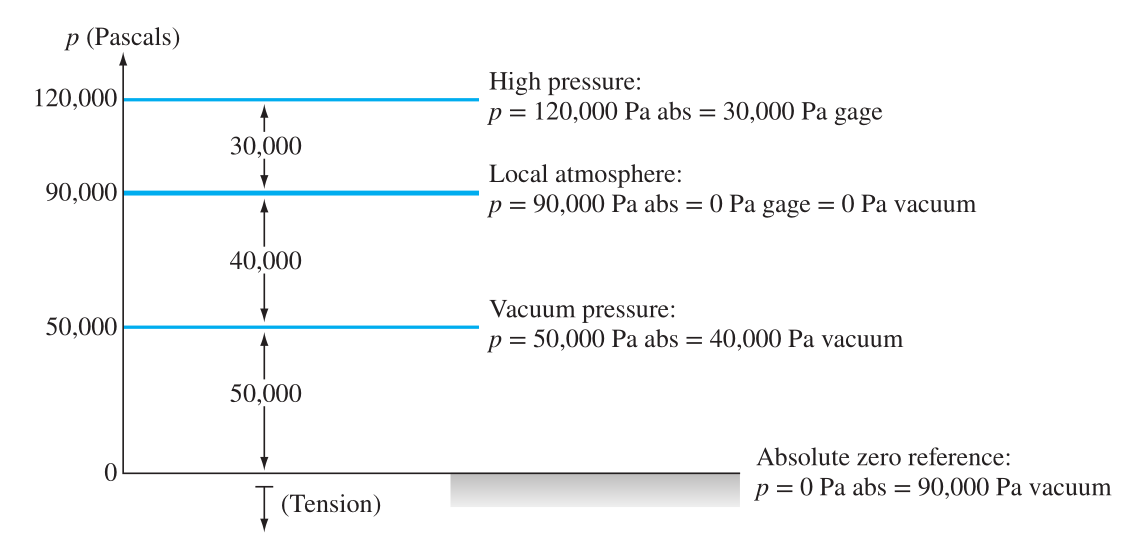 p (Pascals)
120,000
High pressure:
p = 120,000 Pa abs = 30,000 Pa gage
30,000
Local atmosphere:
90,000
p = 90,000 Pa abs = 0 Pa gage = 0 Pa vacuum
40,000
Vacuum pressure:
50,000
p = 50,000 Pa abs = 40,000 Pa vacuum
50,000
Absolute zero reference:
0
p = 0 Pa abs = 90,000 Pa vacuum
(Tension)